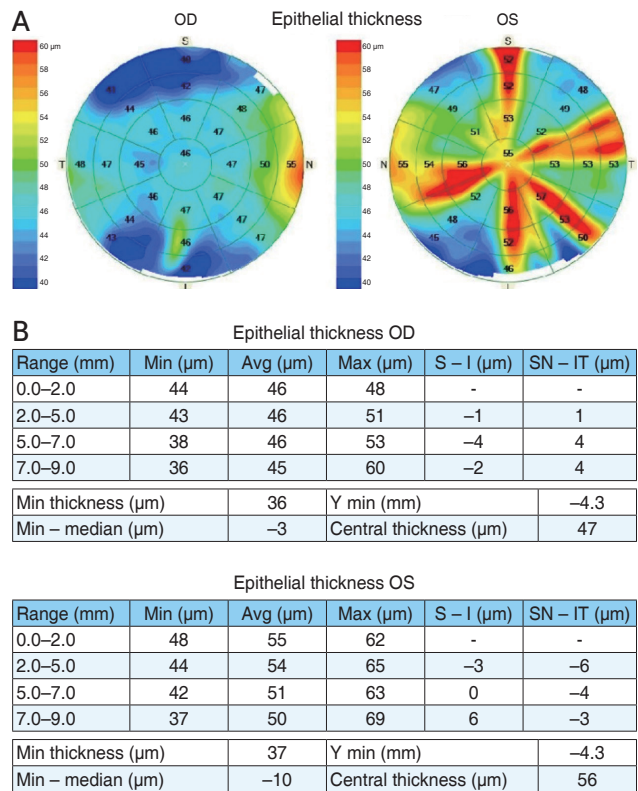 A
OD Epithelial thickness OS
60 µm
58
56
54
52
50
48
46
44
42
40
S
40
47
42
44 48
46
46 47
46
T 48 47 45 47 50 55 N
46 47
47
44 47
43 46 47
60 µm
58
56
54
52
50
48
46
44
42
40
S
52
47 48
52
49 49
53
51 52
55
N 55 54 56 53 53 53 T
52 57
56
48 53
45 52 50
46
I
B
Epithelial thickness OD
Range (mm) Min (µm) Avg (µm) Max (µm) S – I (µm) SN – IT (µm)
0.0–2.0 44 46 48 - -
2.0–5.0 43 46 51 –1 1
5.0–7.0 38 46 53 –4 4
7.0–9.0 36 45 60 –2 4
Min thickness (µm) 36 Y min (mm) –4.3
Min – median (µm) –3 Central thickness (µm) 47
Epithelial thickness OS
Range (mm) Min (µm) Avg (µm) Max (µm) S – I (µm) SN – IT (µm)
0.0–2.0 48 55 62 - -
2.0–5.0 44 54 65 –3 –6
5.0–7.0 42 51 63 0 –4
7.0–9.0 37 50 69 6 –3
Min thickness (µm) 37 Y min (mm) –4.3
Min – median (µm) –10 Central thickness (µm) 56